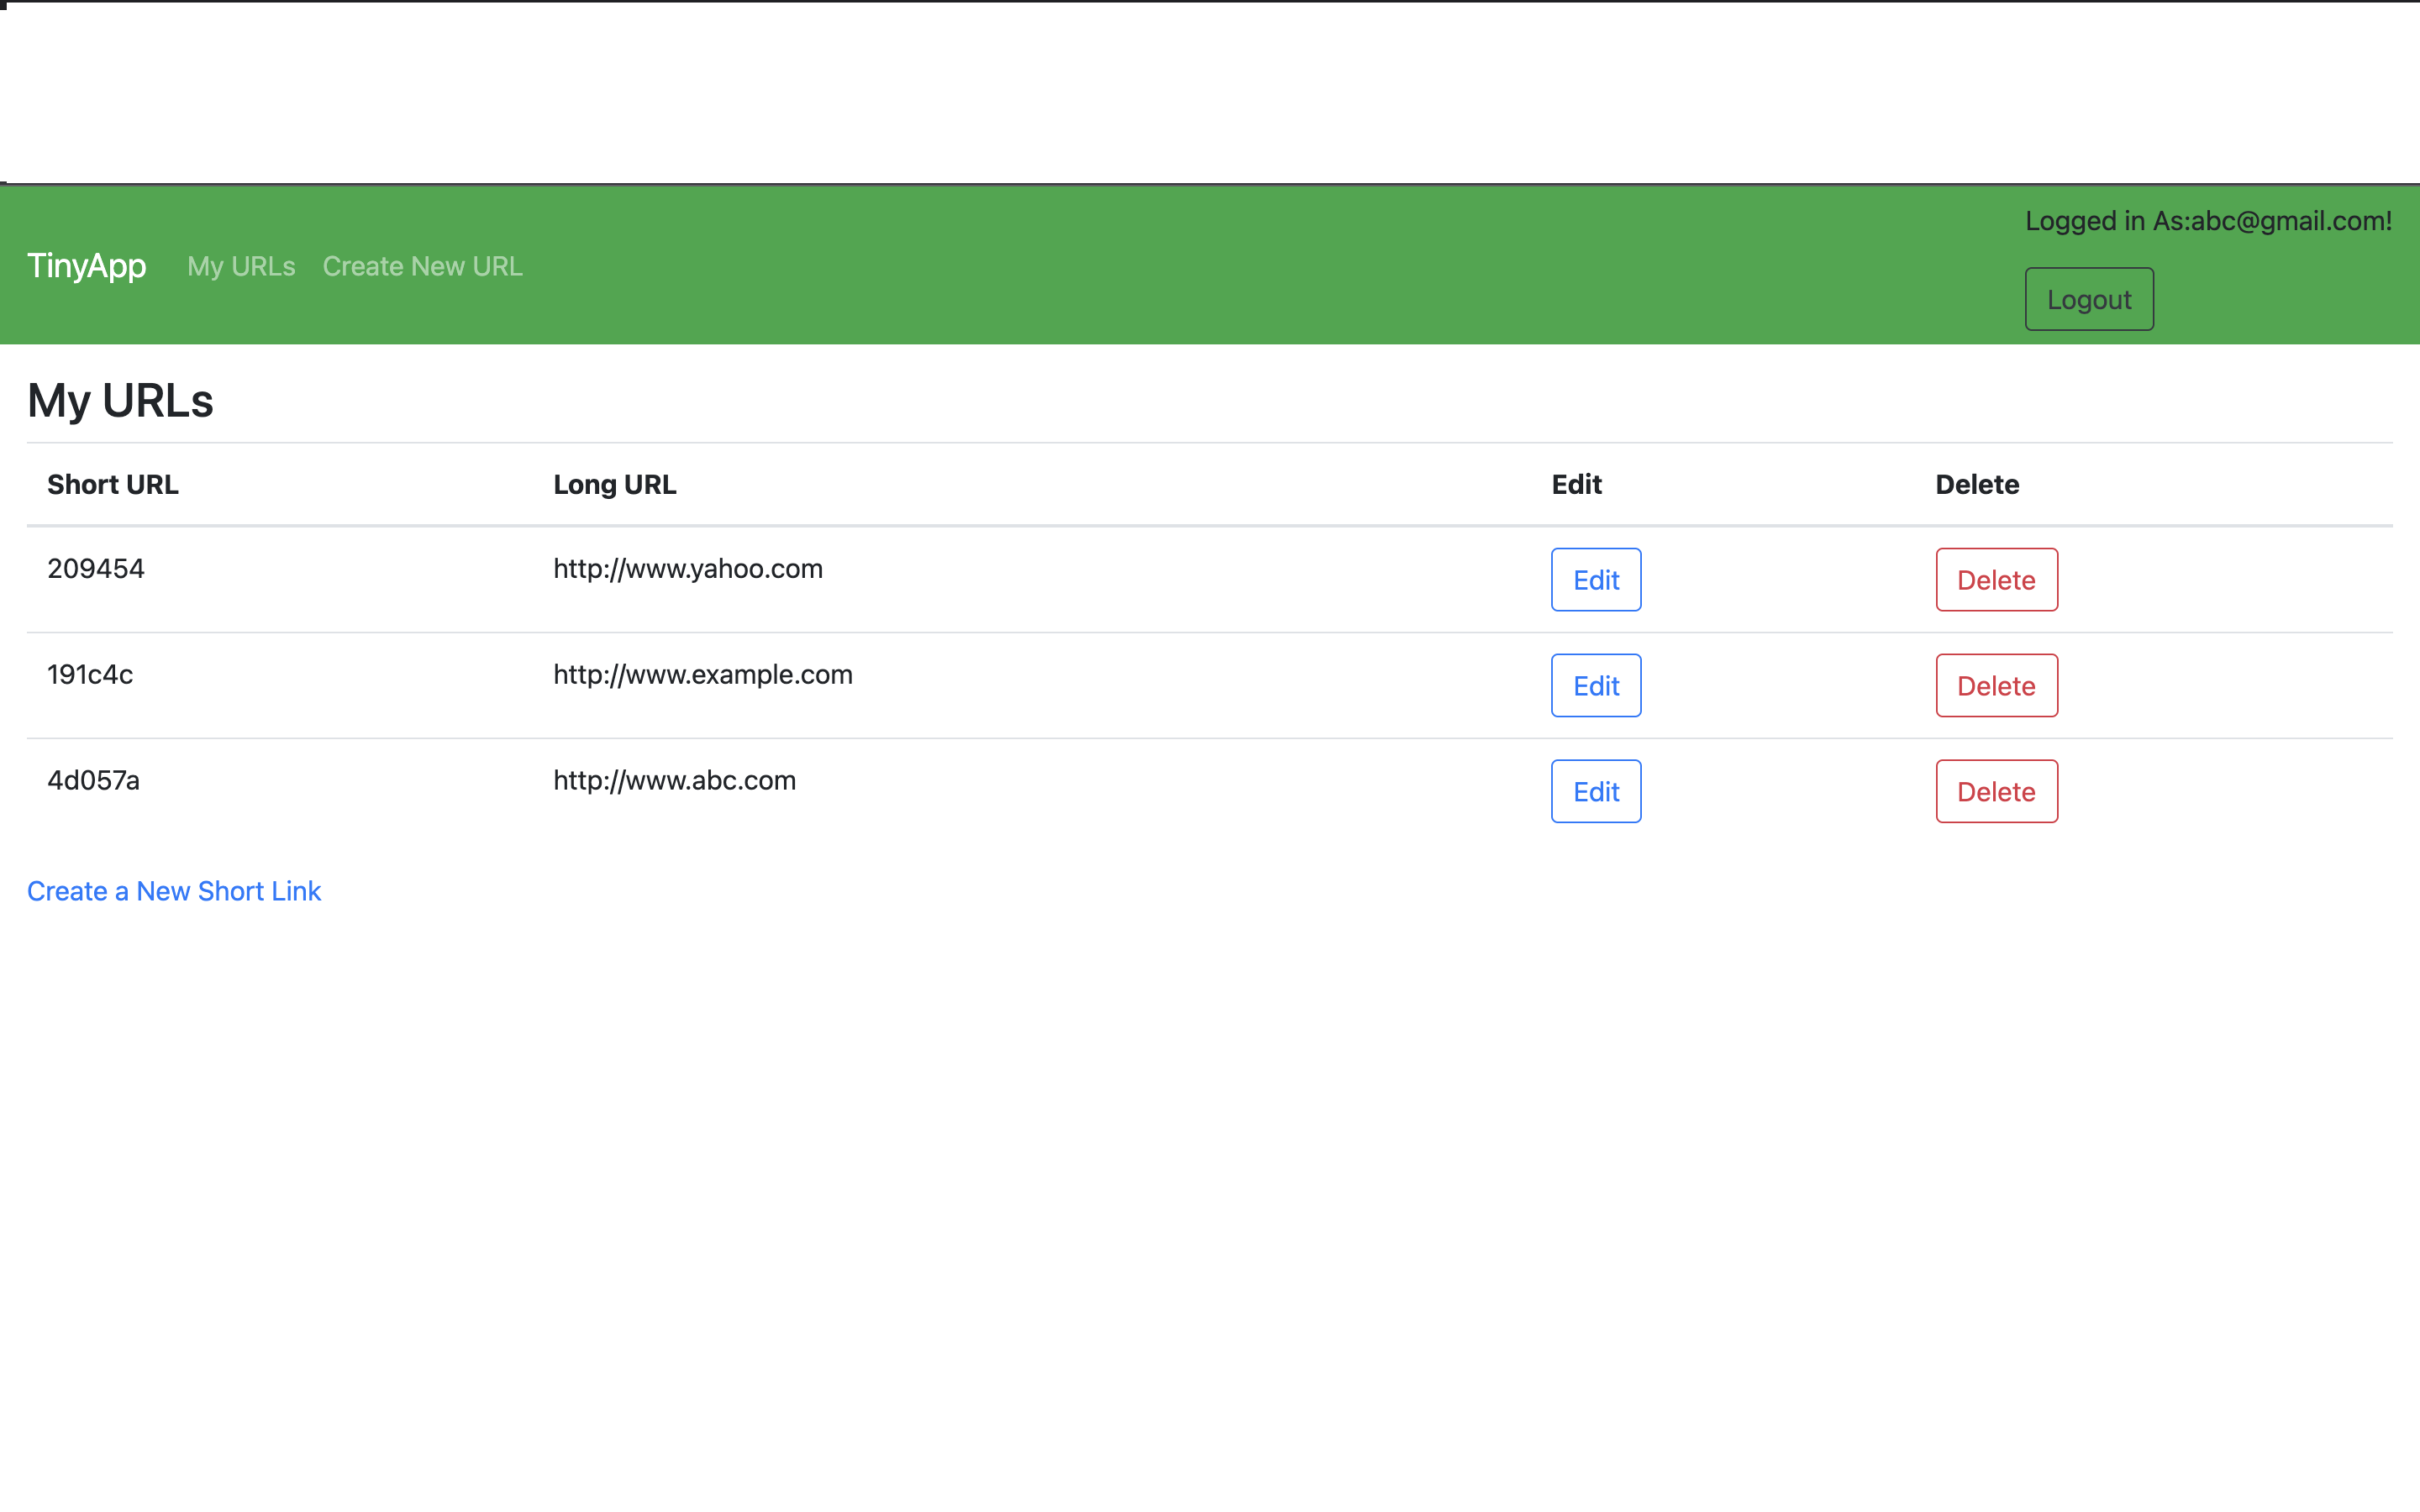 Logged in As:abc@gmail.com!
TinyApp My URLs Create New URL
Logout
My URLs
Short URL Long URL Edit Delete
209454 http://www.yahoo.com Edit Delete
191c4c http://www.example.com Edit Delete
4d057a http://www.abc.com Edit Delete
Create a New Short Link